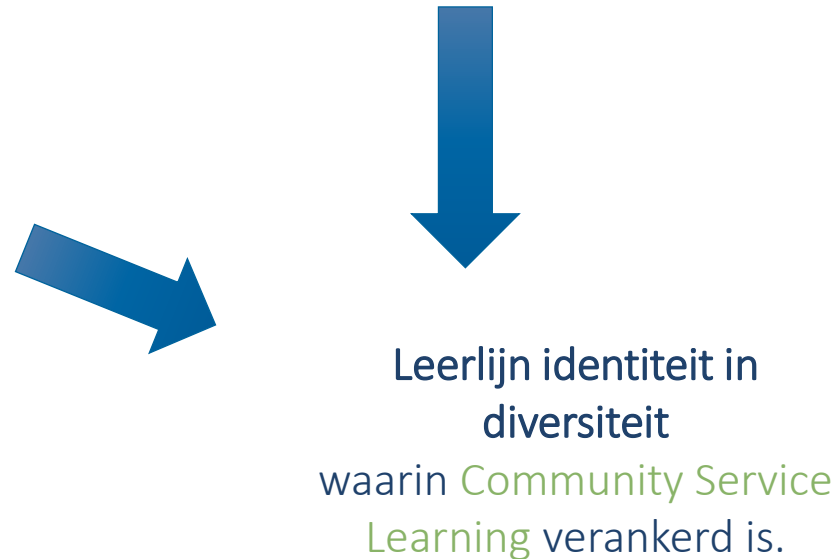 Leerlijn identiteit in
diversiteit
waarin Community Service
Learning verankerd is.